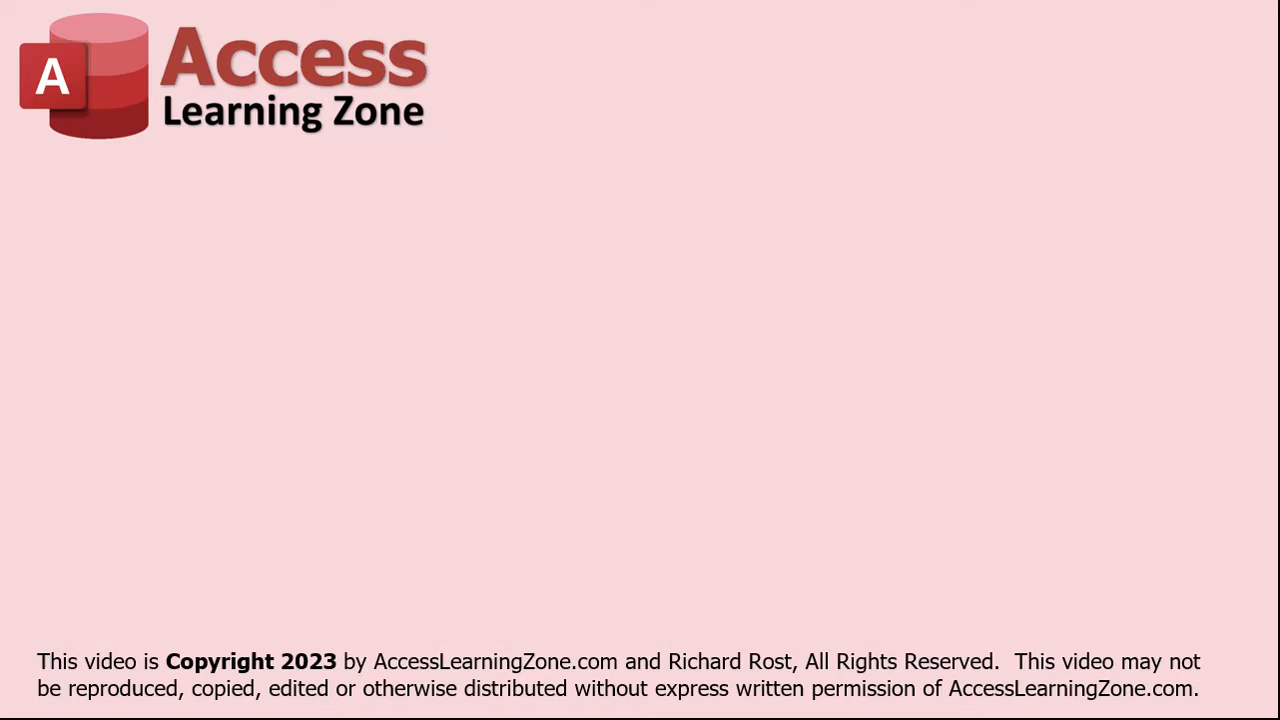 A
Access
Learning Zone
This video is Copyright 2023 by AccessLearningZone.com and Richard Rost, All Rights Reserved.  This video may not
be reproduced, copied, edited or otherwise distributed without express written permission of AccessLearningZone.com.